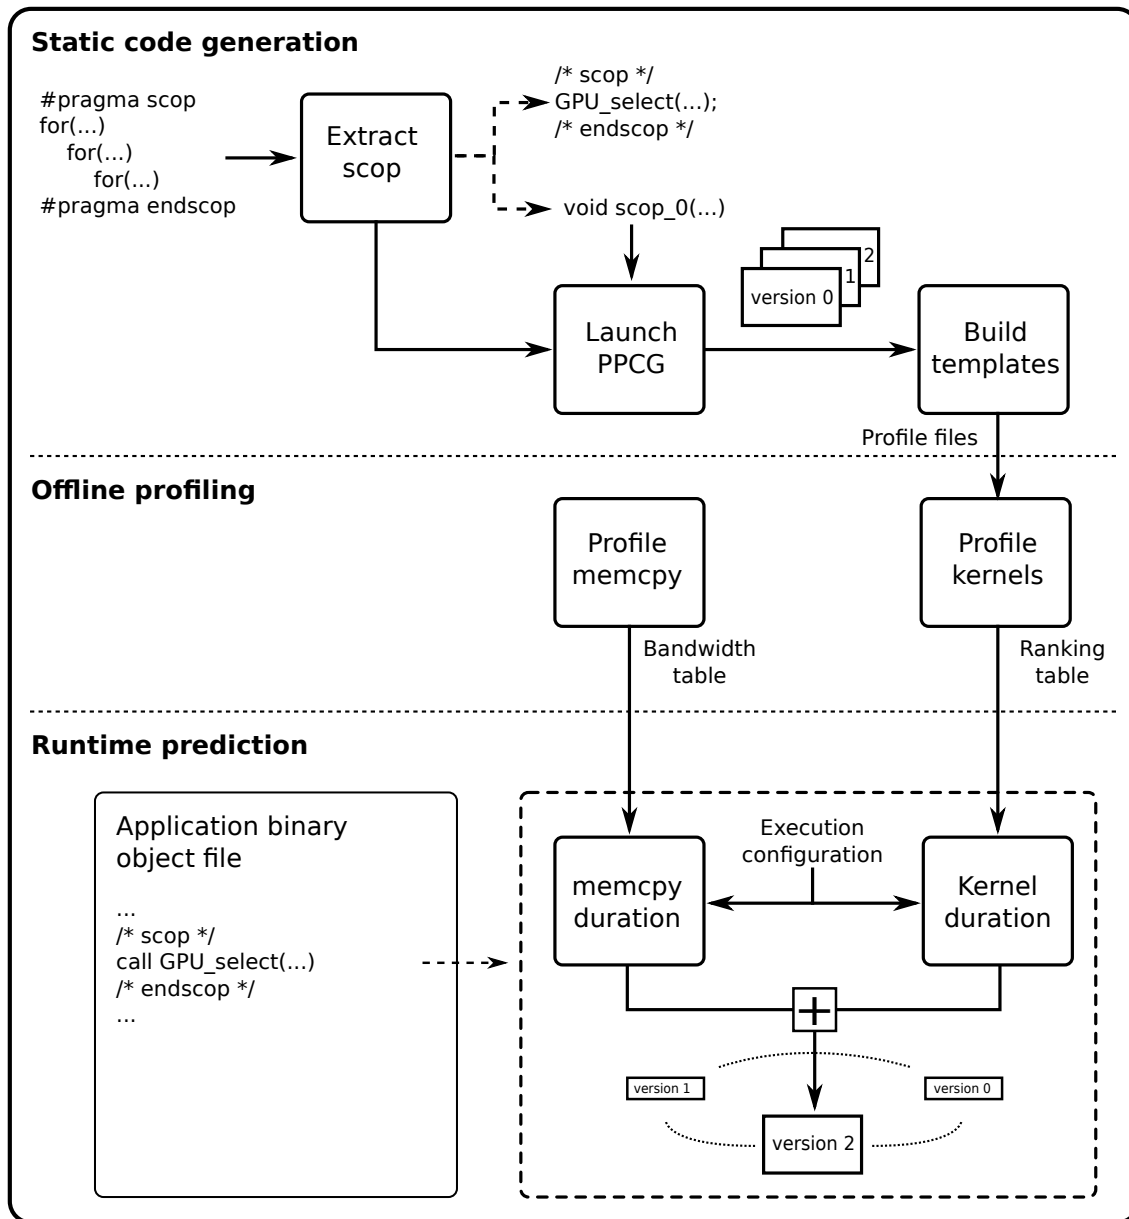 Static code generation
#pragma scop
for(...)
for(...)
for(...)
#pragma endscop
Extract
scop
/* scop */
GPU_select(...);
/* endscop */
void scop_0(...)
Launch
PPCG
version 0
1
2
Build
templates
Profile files
Offline profiling
Profile
memcpy
Profile
kernels
Bandwidth
table
Ranking
table
Runtime prediction
Application binary
object file
...
/* scop */
call GPU_select(...)
/* endscop */
...
Execution
configuration
memcpy
duration
Kernel
duration
+
version 1
version 0
version 2